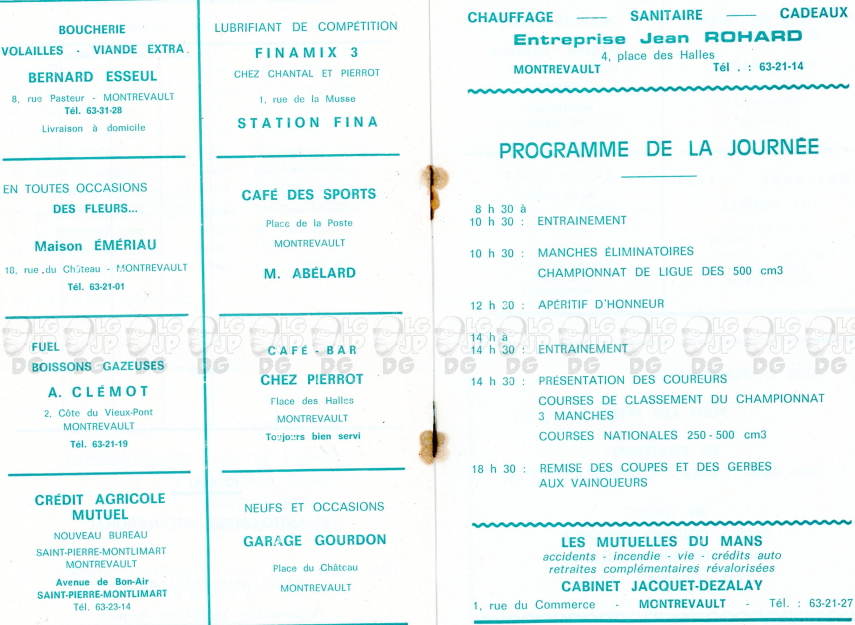 BOUCHERIE
VOLAILLES - VIANDE EXTRA
BERNARD ESSEUL
8, rue Pasteur - MONTREVAULT
Tél. 63-31-28
Livraison à domicile
EN TOUTES OCCASIONS
DES FLEURS...
Maison ÉMÉRIAU
18, rue du Château - MONTREVAULT
Tél. 63-21-01
FUEL
BOISSONS GAZEUSES
A. CLÉMOT
2, Côte du Vieux-Pont
MONTREVAULT
Tél. 63-21-19
CRÉDIT AGRICOLE
MUTUEL
NOUVEAU BUREAU
SAINT-PIERRE-MONTLIMART
MONTREVAULT
Avenue de Bon-Air
SAINT-PIERRE-MONTLIMART
Tél. 63-23-14
LUBRIFIANT DE COMPÉTITION
FINAMIX 3
CHEZ CHANTAL ET PIERROT
1, rue de la Musse
STATION FINA
CAFÉ DES SPORTS
Place de la Poste
MONTREVAULT
M. ABÉLARD
CAFÉ - BAR
CHEZ PIERROT
Place des Halles
MONTREVAULT
Toujours bien servi
NEUFS ET OCCASIONS
GARAGE GOURDON
Place du Château
MONTREVAULT
CHAUFFAGE — SANITAIRE — CADEAUX
Entreprise Jean ROHARD
4, place des Halles
MONTREVAULT Tél. : 63-21-14
PROGRAMME DE LA JOURNÉE
8 h 30 à
10 h 30 : ENTRAINEMENT
10 h 30 : MANCHES ÉLIMINATOIRES
CHAMPIONNAT DE LIGUE DES 500 cm3
12 h 30 : APÉRITIF D'HONNEUR
14 h à
14 h 30 : ENTRAINEMENT
14 h 30 : PRÉSENTATION DES COUREURS
COURSES DE CLASSEMENT DU CHAMPIONNAT
3 MANCHES
COURSES NATIONALES 250 - 500 cm3
18 h 30 : REMISE DES COUPES ET DES GERBES
AUX VAINQUEURS
LES MUTUELLES DU MANS
accidents - incendie - vie - crédits auto
retraites complémentaires révalorisées
CABINET JACQUET-DEZALAY
1, rue du Commerce - MONTREVAULT - Tél. : 63-21-27
LG JP DG